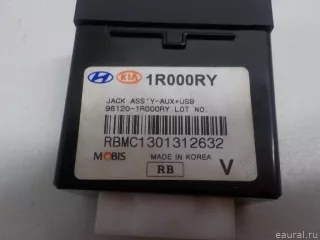 KIA 1R000RY
JACK ASS'Y-AUX+USB
96120-1R000RY LOT NO.
RBMC1301312632
MOBIS MADE IN KOREA
RB V
© eaural.ru